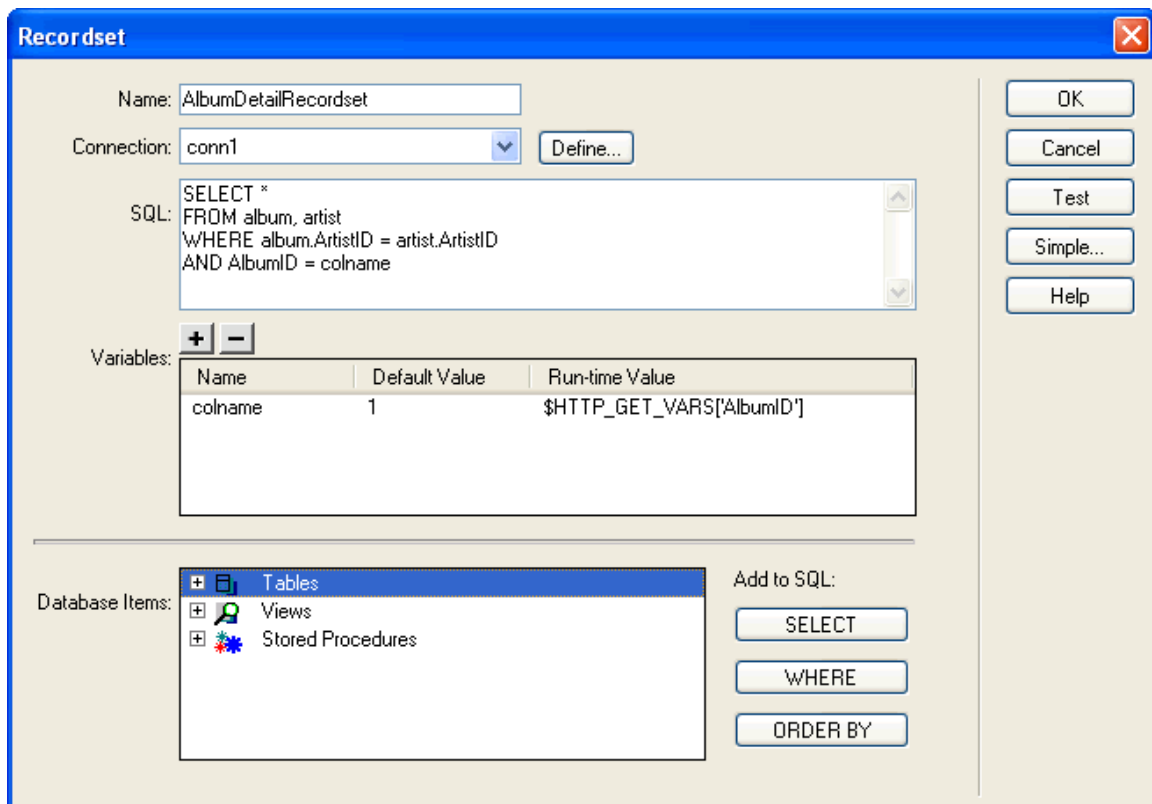 Recordset
Name: AlbumDetailRecordset
OK
Connection: conn1 Define...
Cancel
SQL: SELECT *
FROM album, artist
WHERE album.ArtistID = artist.ArtistID
AND AlbumID = colname
Test
Simple...
Help
Variables: + −
Name Default Value Run-time Value
colname 1 $HTTP_GET_VARS['AlbumID']
Database Items: Tables
Views
Stored Procedures
Add to SQL:
SELECT
WHERE
ORDER BY